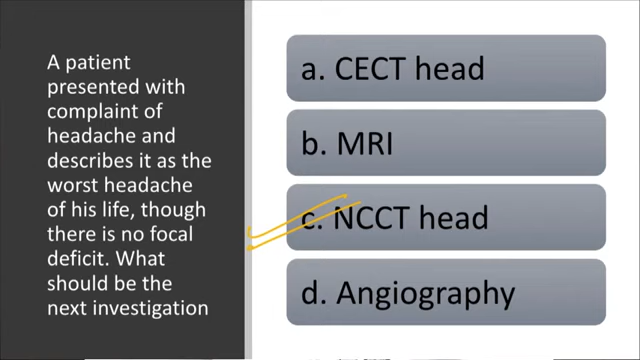 A patient
presented with
complaint of
headache and
describes it as the
worst headache
of his life, though
there is no focal
deficit. What
should be the
next investigation
a. CECT head
b. MRI
c. NCCT head
d. Angiography